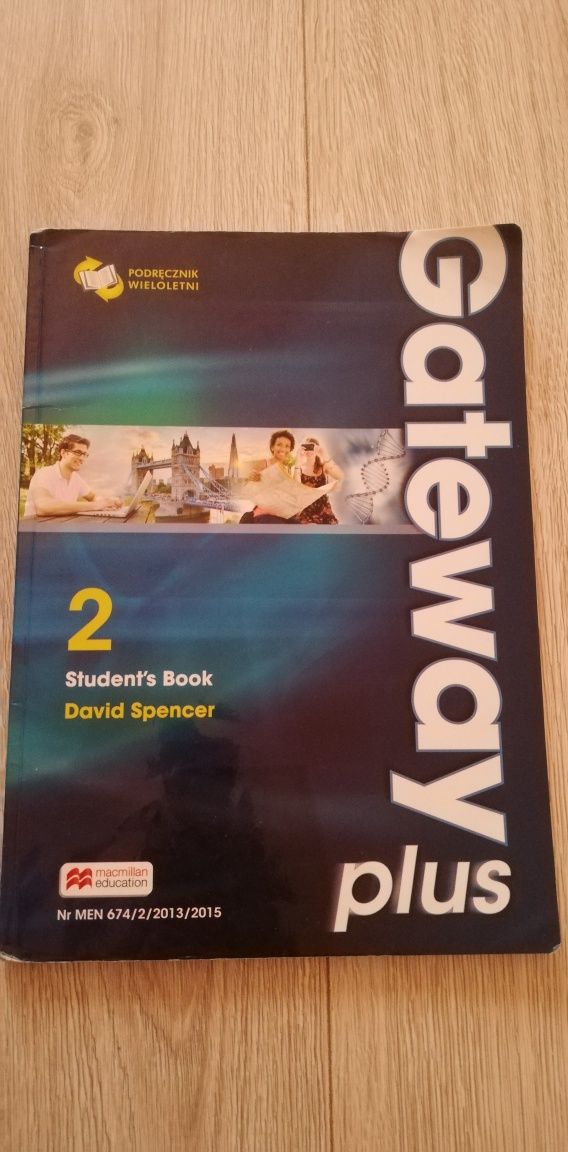 PODRĘCZNIK
WIELOLETNI
Gateway
plus
2
Student's Book
David Spencer
macmillan
education
Nr MEN 674/2/2013/2015